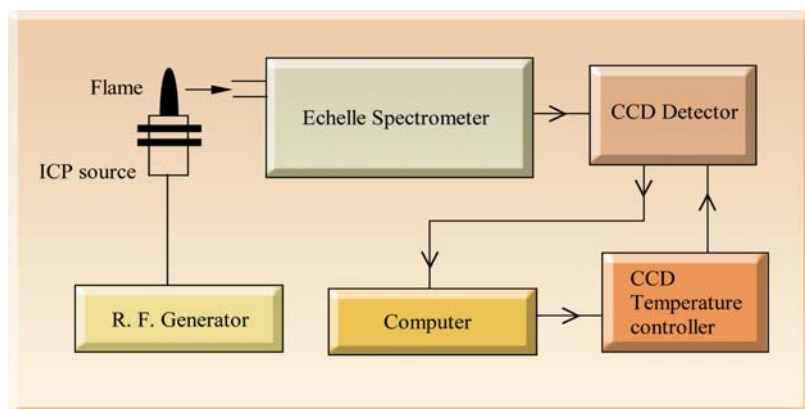 Flame
ICP source
R. F. Generator
Echelle Spectrometer
CCD Detector
Computer
CCD
Temperature
controller